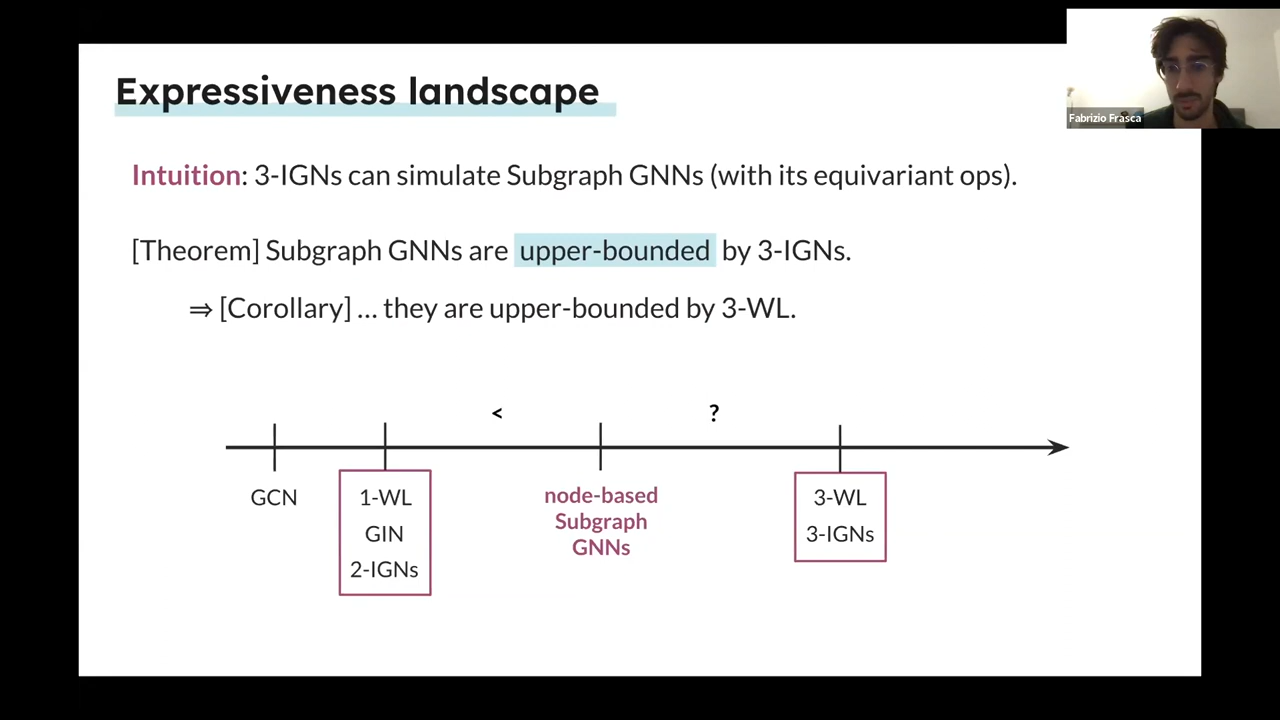 Expressiveness landscape
Fabrizio Frasca
Intuition: 3-IGNs can simulate Subgraph GNNs (with its equivariant ops).
[Theorem] Subgraph GNNs are upper-bounded by 3-IGNs.
⇒ [Corollary] ... they are upper-bounded by 3-WL.
< ?
GCN
1-WL
GIN
2-IGNs
node-based
Subgraph
GNNs
3-WL
3-IGNs